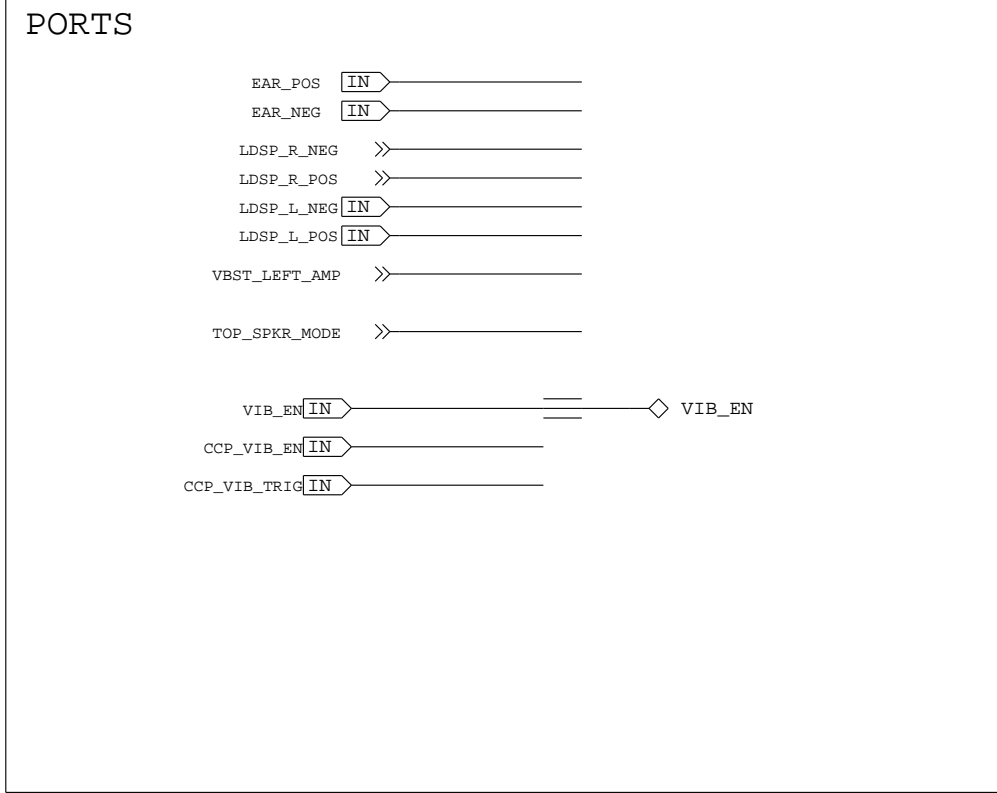 PORTS
EAR_POS IN
EAR_NEG IN
LDSP_R_NEG
LDSP_R_POS
LDSP_L_NEG IN
LDSP_L_POS IN
VBST_LEFT_AMP
TOP_SPKR_MODE
VIB_EN IN VIB_EN
CCP_VIB_EN IN
CCP_VIB_TRIG IN